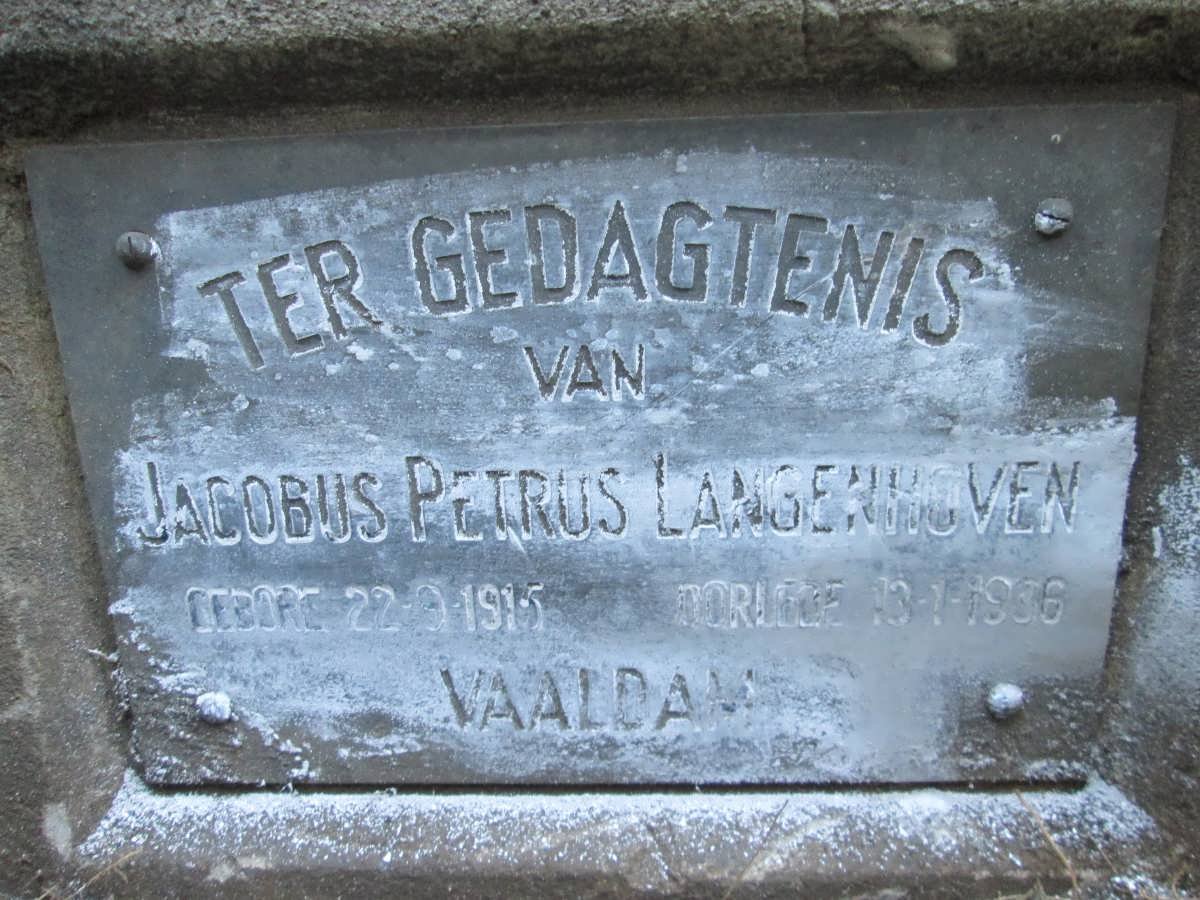 TER GEDAGTENIS
VAN
JACOBUS PETRUS LANGENHOVEN
GEBORE 22-9-1915 OORLEDE 13-1-1936
VAALDAM